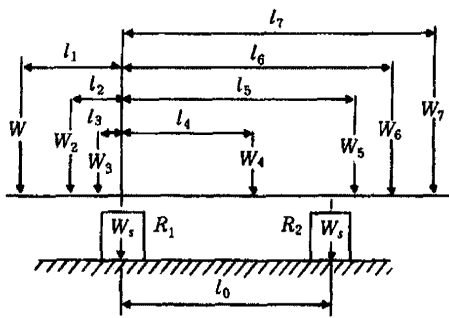 l₇
l₁ l₆
l₂ l₅
l₃ l₄
W W₂ W₃ W₄ W₅ W₆ W₇
Wₛ R₁ R₂ Wₛ
l₀